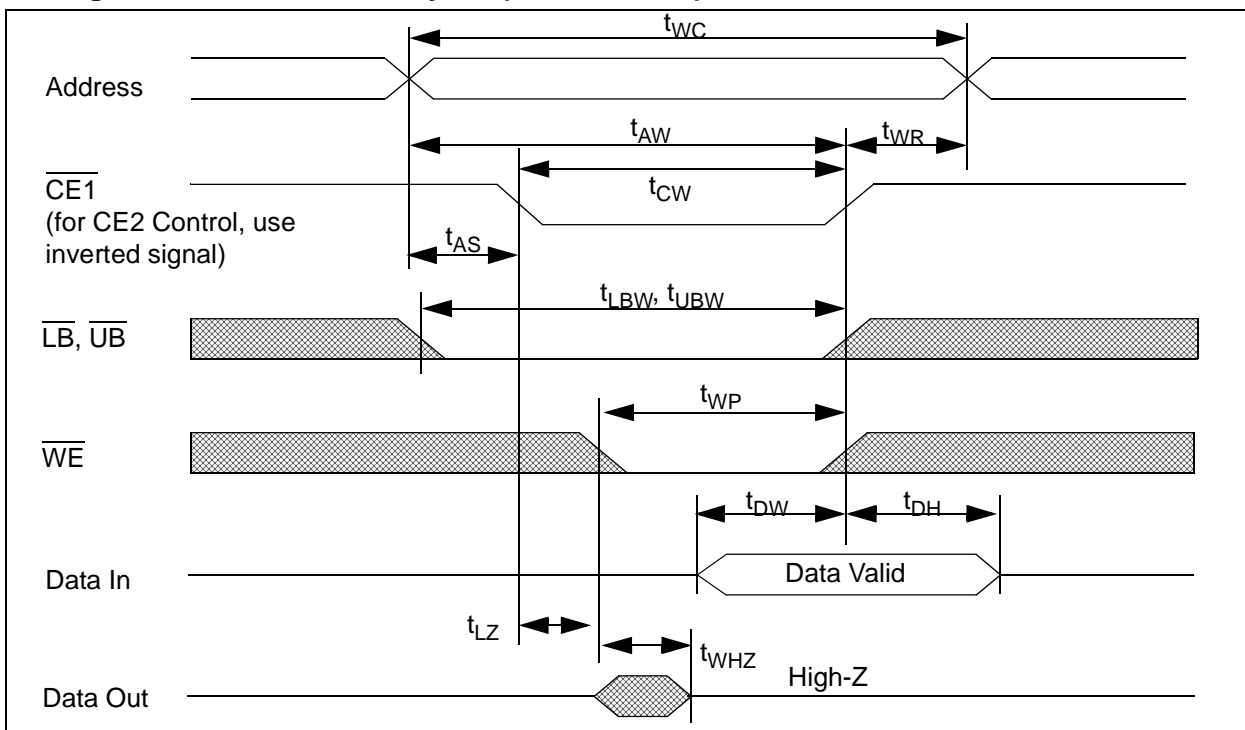 tWC
Address
tAW
tWR
CE1
tCW
(for CE2 Control, use
inverted signal)
tAS
tLBW, tUBW
LB, UB
tWP
WE
tDW
tDH
Data In
Data Valid
tLZ
tWHZ
High-Z
Data Out